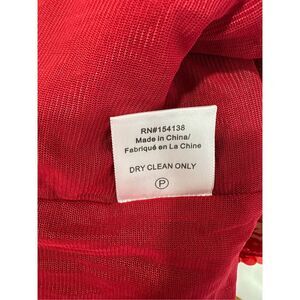 RN#154138
Made in China/
Fabriqué en La Chine
DRY CLEAN ONLY
P